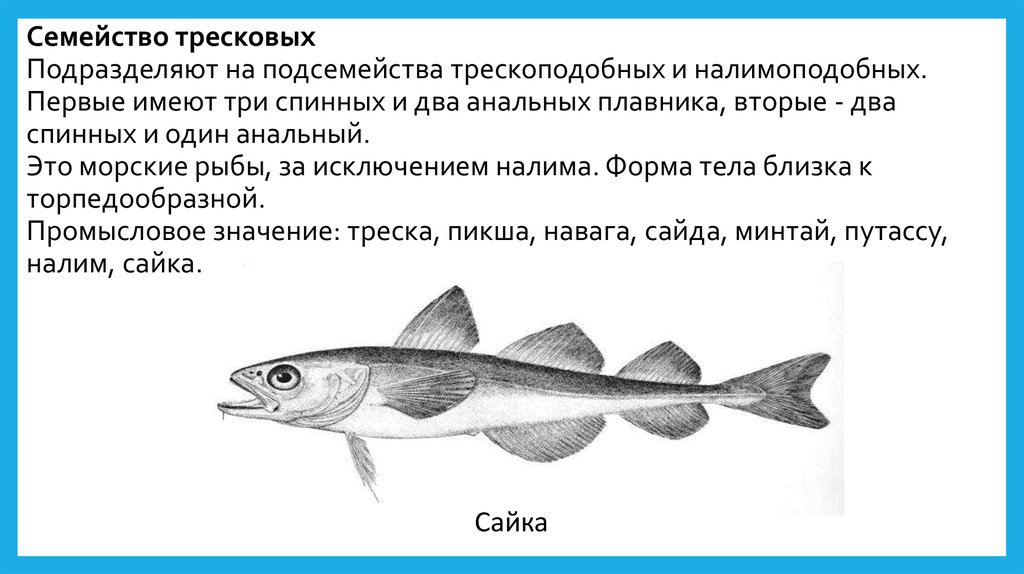 Семейство тресковых
Подразделяют на подсемейства трескоподобных и налимоподобных.
Первые имеют три спинных и два анальных плавника, вторые - два
спинных и один анальный.
Это морские рыбы, за исключением налима. Форма тела близка к
торпедообразной.
Промысловое значение: треска, пикша, навага, сайда, минтай, путассу,
налим, сайка.
Сайка